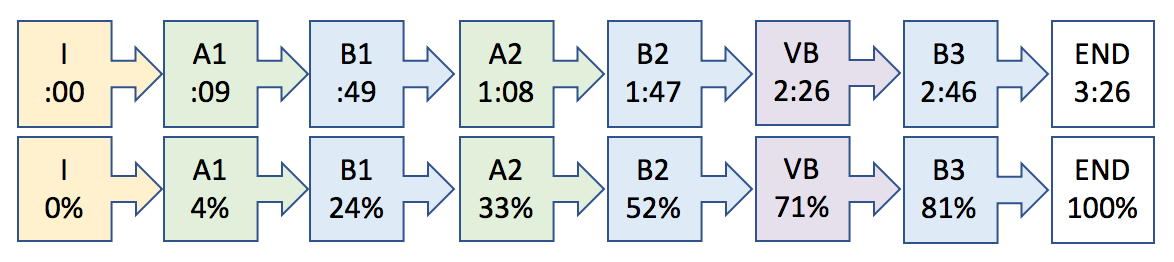 I A1 B1 A2 B2 VB B3 END
:00 :09 :49 1:08 1:47 2:26 2:46 3:26
I A1 B1 A2 B2 VB B3 END
0% 4% 24% 33% 52% 71% 81% 100%